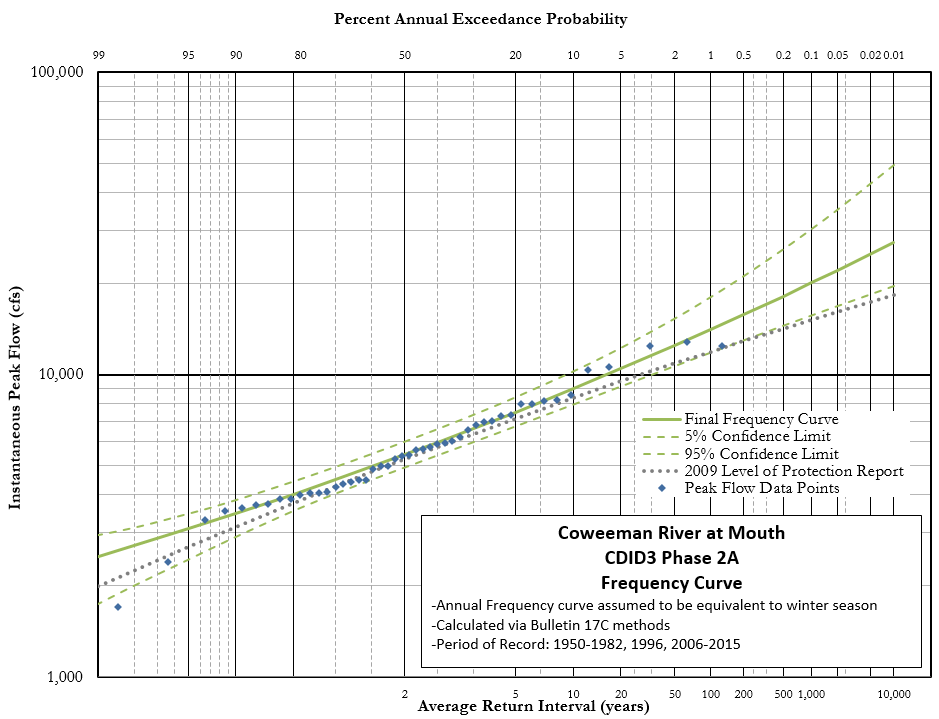 Percent Annual Exceedance Probability
99 95 90 80 50 20 10 5 2 1 0.5 0.2 0.1 0.05 0.02 0.01
100,000
10,000
1,000
Instantaneous Peak Flow (cfs)
Final Frequency Curve
5% Confidence Limit
95% Confidence Limit
2009 Level of Protection Report
Peak Flow Data Points
Coweeman River at Mouth
CDID3 Phase 2A
Frequency Curve
-Annual Frequency curve assumed to be equivalent to winter season
-Calculated via Bulletin 17C methods
-Period of Record: 1950-1982, 1996, 2006-2015
2 5 10 20 50 100 200 500 1,000 10,000
Average Return Interval (years)